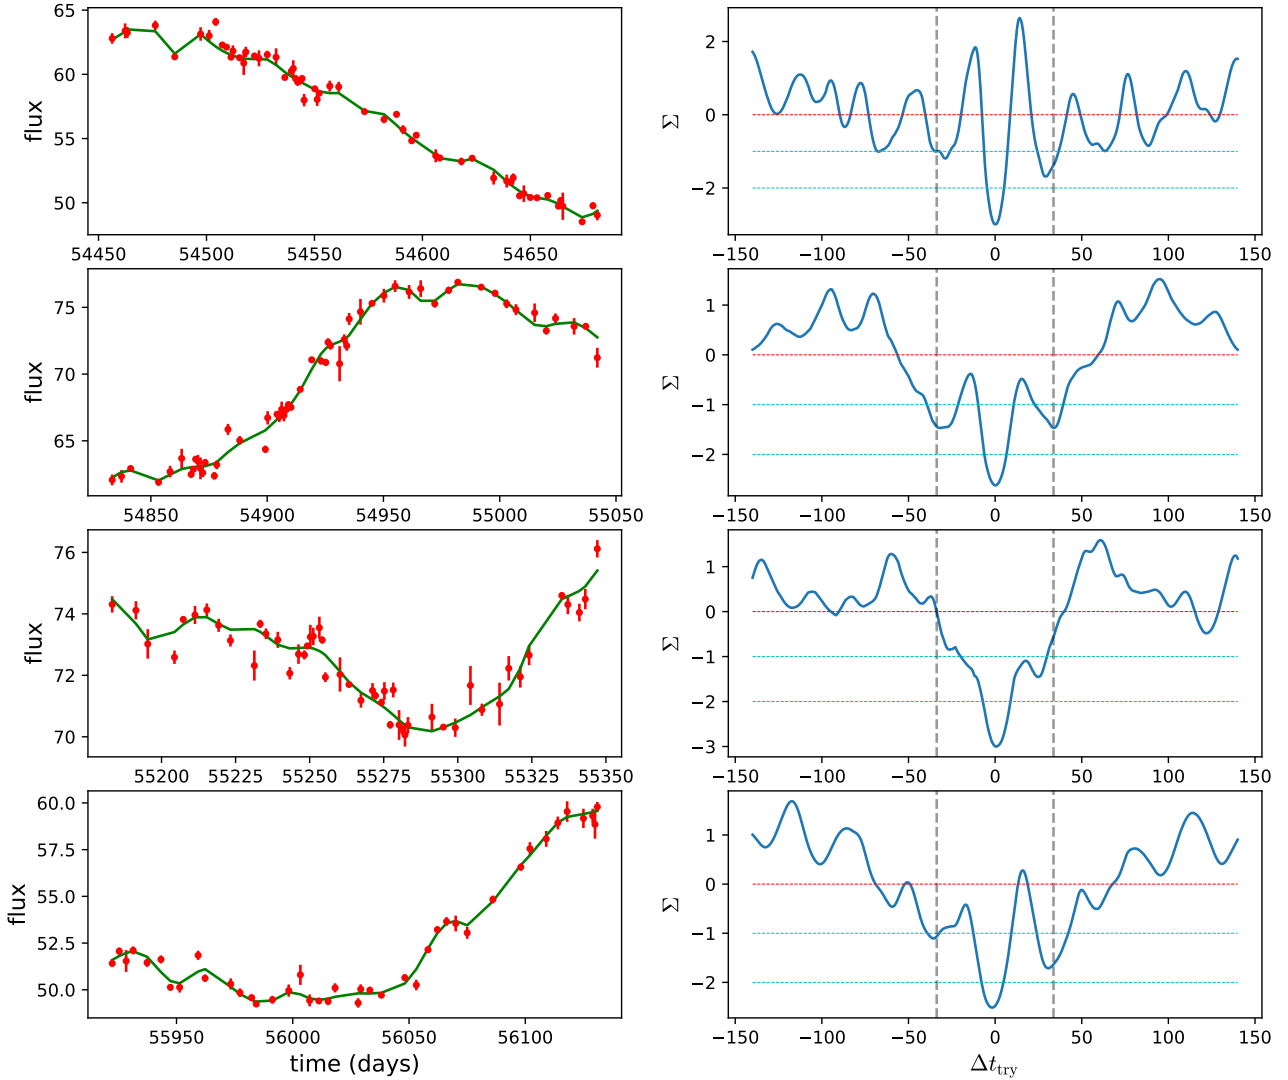 65
60
55
50
flux
54450 54500 54550 54600 54650
2
0
−2
Σ
−150 −100 −50 0 50 100 150
75
70
65
flux
54850 54900 54950 55000 55050
1
0
−1
−2
Σ
−150 −100 −50 0 50 100 150
76
74
72
70
flux
55200 55225 55250 55275 55300 55325 55350
1
0
−1
−2
−3
Σ
−150 −100 −50 0 50 100 150
60.0
57.5
55.0
52.5
50.0
flux
55950 56000 56050 56100
time (days)
1
0
−1
−2
Σ
−150 −100 −50 0 50 100 150
Δt_try